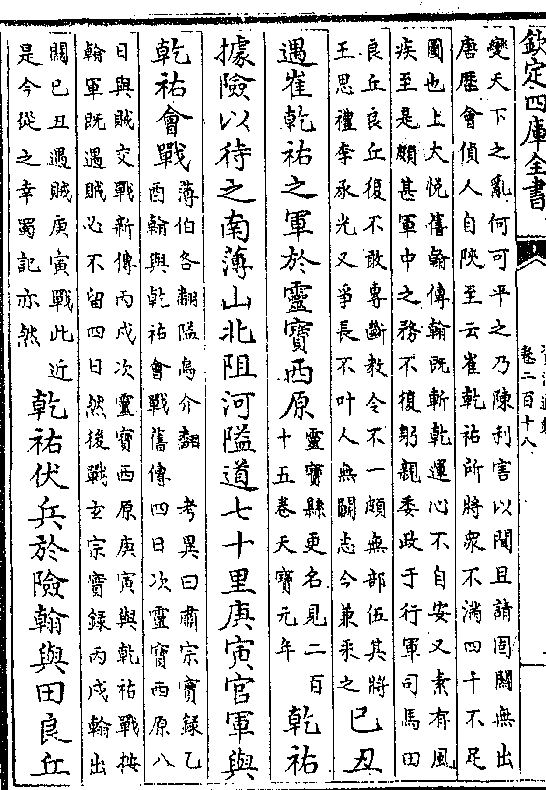 欽定四庫全書
卷二百十八
變天下之亂何可平之乃陳利害以聞且請固關無出
唐歷會偵人自陝至云崔乾祐所將衆不滿四千不足
圖也上大悅舊翰傳翰既斬乾運心不自安又素有風
疾至是頗甚軍中之務不復躬親委政于行軍司馬田
良丘良丘復不敢專斷教令不一頗無部伍其將
王思禮李承光又爭長不叶人無鬭志今兼采之
已丑
遇崔乾祐之軍於靈寶西原
靈寶縣更名見二百
十五卷天寶元年
乾祐
據險以待之南薄山北阻河隘道七十里庚寅官軍與
乾祐會戰
薄伯各翻隘烏介翻 考異曰肅宗實錄乙
酉翰與乾祐會戰舊傳四日次靈寶西原八
日與賊交戰新傳丙戌次靈寶西原庚寅與乾祐戰按
翰軍既遇賊必不留四日然後戰玄宗實錄丙戌翰出
關已丑遇賊庚寅戰此近
是今從之幸蜀記亦然
乾祐伏兵於險翰與田良丘